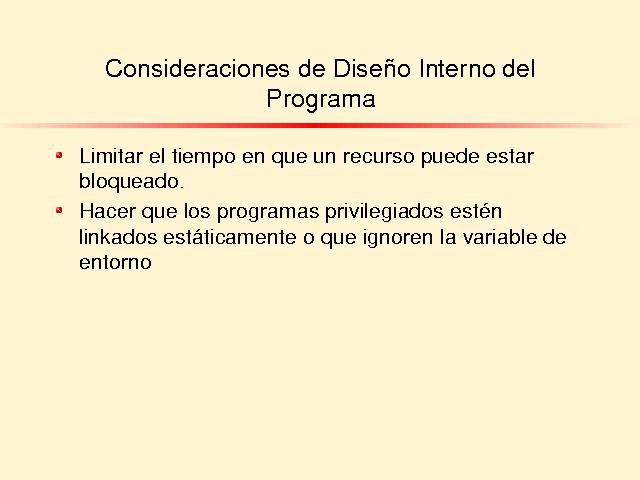 Consideraciones de Diseño Interno del
Programa
Limitar el tiempo en que un recurso puede estar
bloqueado.
Hacer que los programas privilegiados estén
linkados estáticamente o que ignoren la variable de
entorno